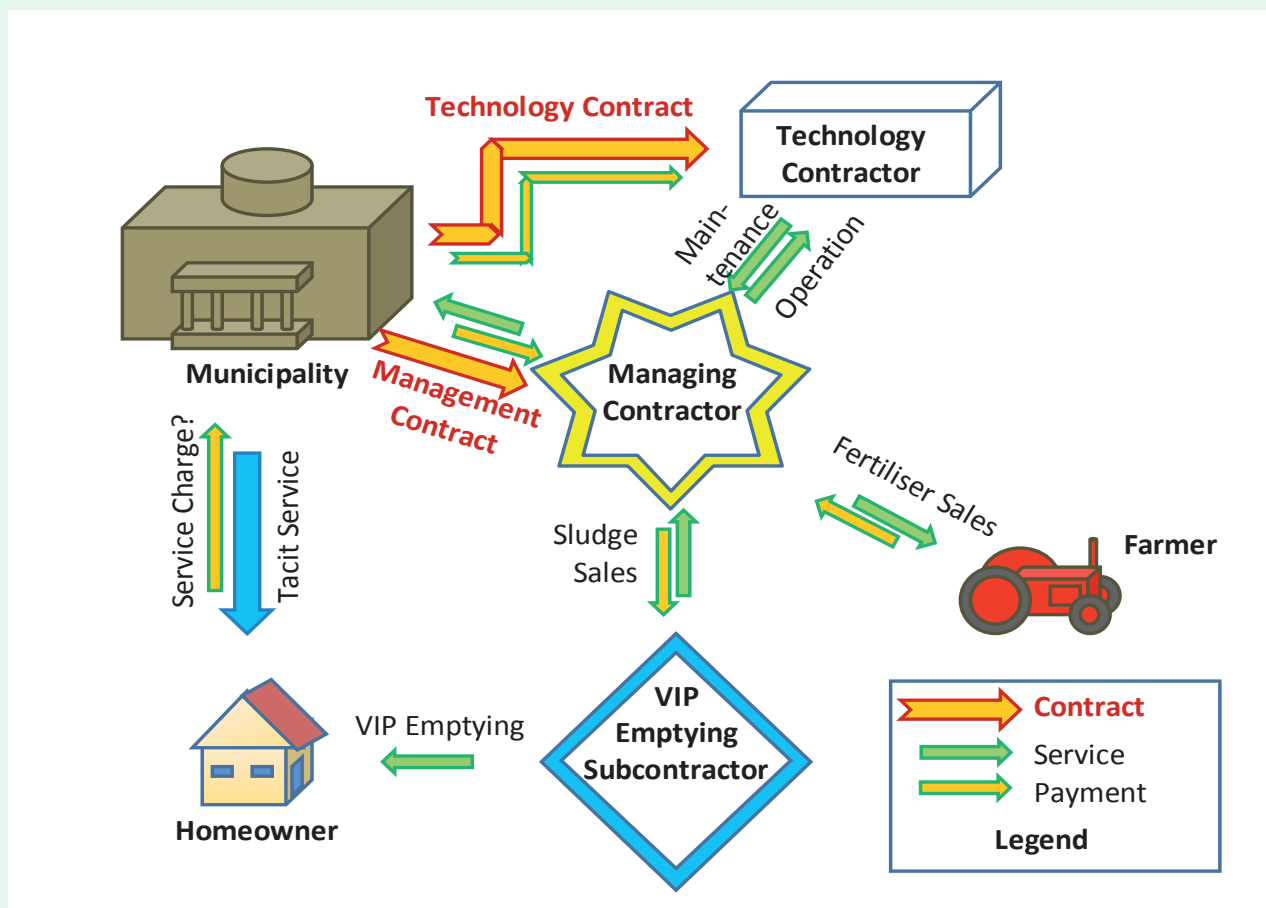 Technology Contract
Technology
Contractor
Main-
tenance
Operation
Municipality
Management
Contract
Managing
Contractor
Service Charge?
Tacit Service
Sludge
Sales
Fertiliser Sales
Farmer
VIP
Emptying
Subcontractor
VIP Emptying
Homeowner
Contract
Service
Payment
Legend